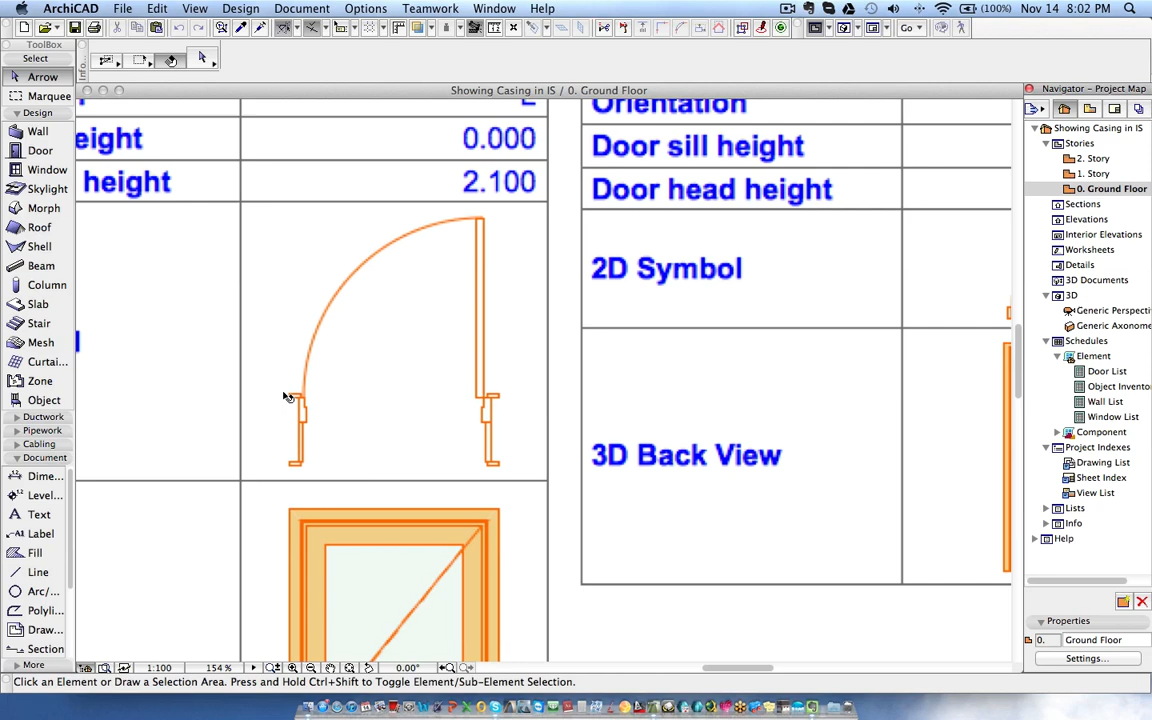 ArchiCAD File Edit View Design Document Options Teamwork Window Help
(100%) Nov 14 8:02 PM
ToolBox
Select
Arrow
Marquee
Design
Wall
Door
Window
Skylight
Morph
Roof
Shell
Beam
Column
Slab
Stair
Mesh
Curtai...
Zone
Object
Ductwork
Pipework
Cabling
Document
Dime...
Level...
Text
Label
Fill
Line
Arc/...
Polyli...
Draw...
Section
More
Info.
Go
Showing Casing in IS / 0. Ground Floor
eight 0.000
height 2.100
Orientation
Door sill height
Door head height
2D Symbol
3D Back View
1:100 154 % 0.00°
Click an Element or Draw a Selection Area. Press and Hold Ctrl+Shift to Toggle Element/Sub-Element Selection.
Navigator - Project Map
Showing Casing in IS
Stories
2. Story
1. Story
0. Ground Floor
Sections
Elevations
Interior Elevations
Worksheets
Details
3D Documents
3D
Generic Perspecti
Generic Axonome
Schedules
Element
Door List
Object Invento
Wall List
Window List
Component
Project Indexes
Drawing List
Sheet Index
View List
Lists
Info
Help
Properties
0. Ground Floor
Settings...